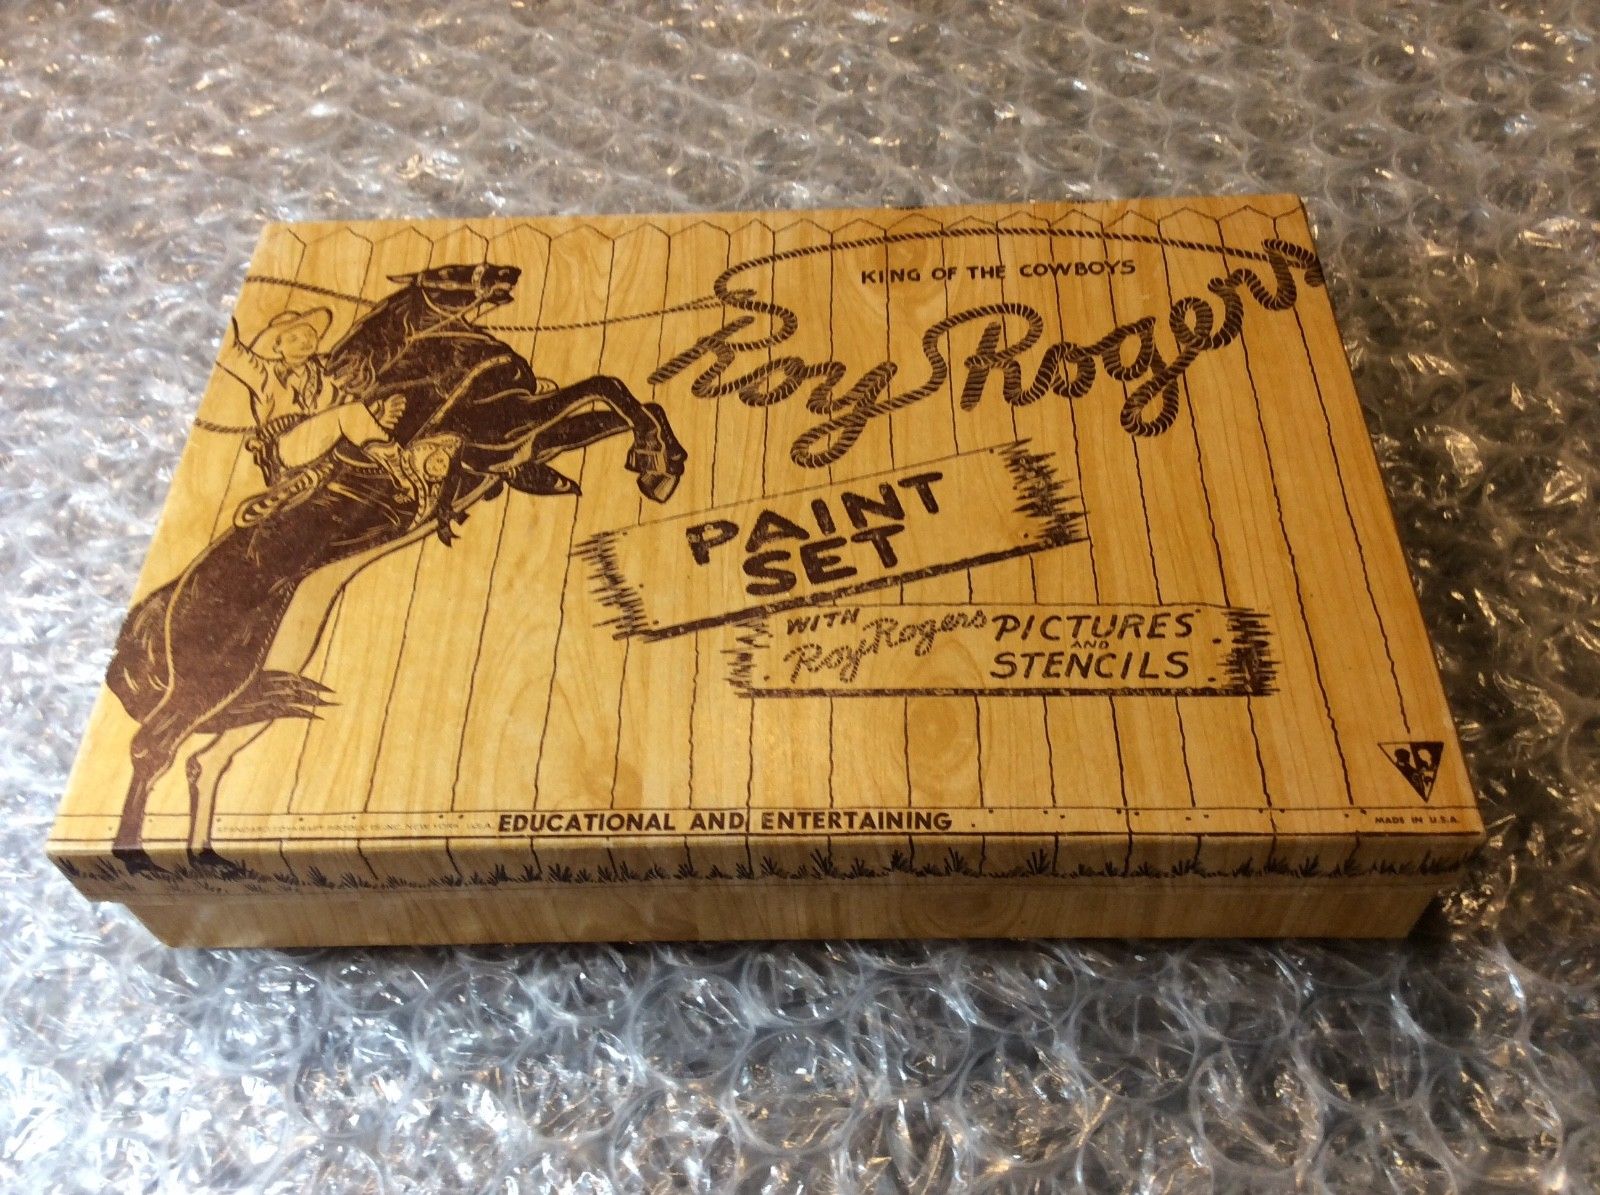 KING OF THE COWBOYS
Roy Rogers
PAINT
SET
WITH
Roy Rogers
PICTURES
AND
STENCILS
EDUCATIONAL AND ENTERTAINING
MADE IN U.S.A.